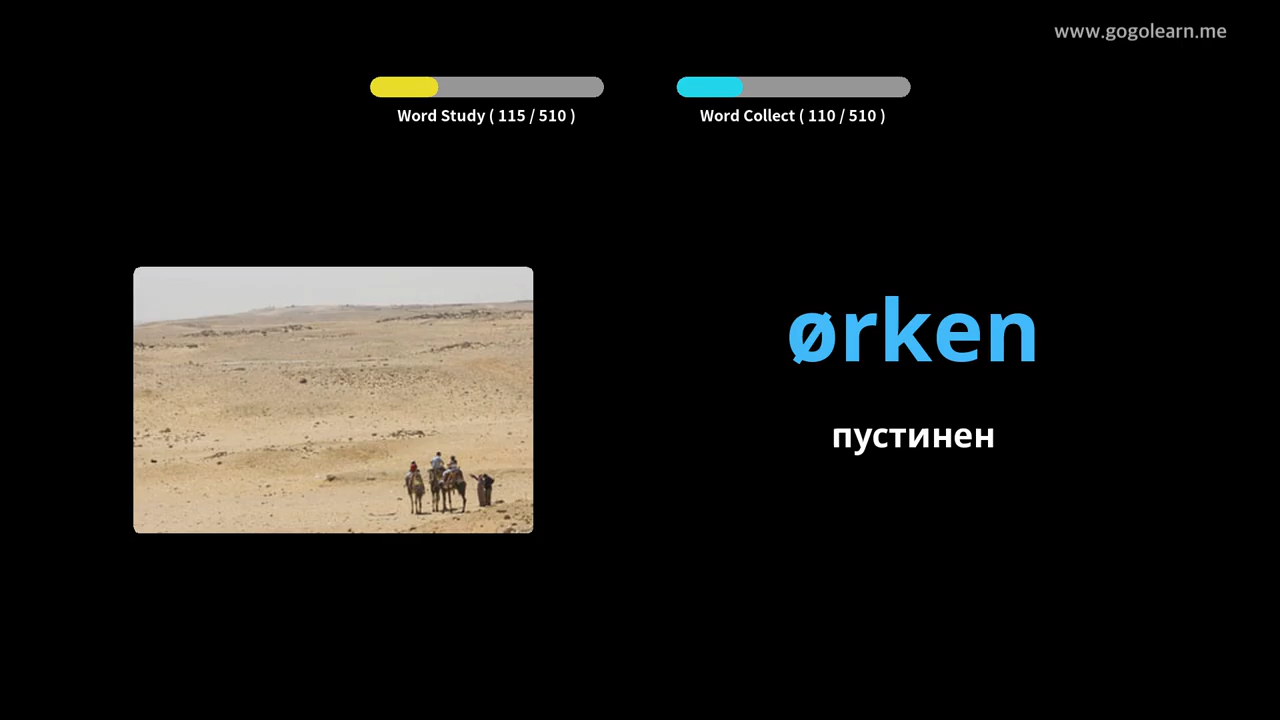 www.gogolearn.me
Word Study ( 115 / 510 )
Word Collect ( 110 / 510 )
ørken
пустинен